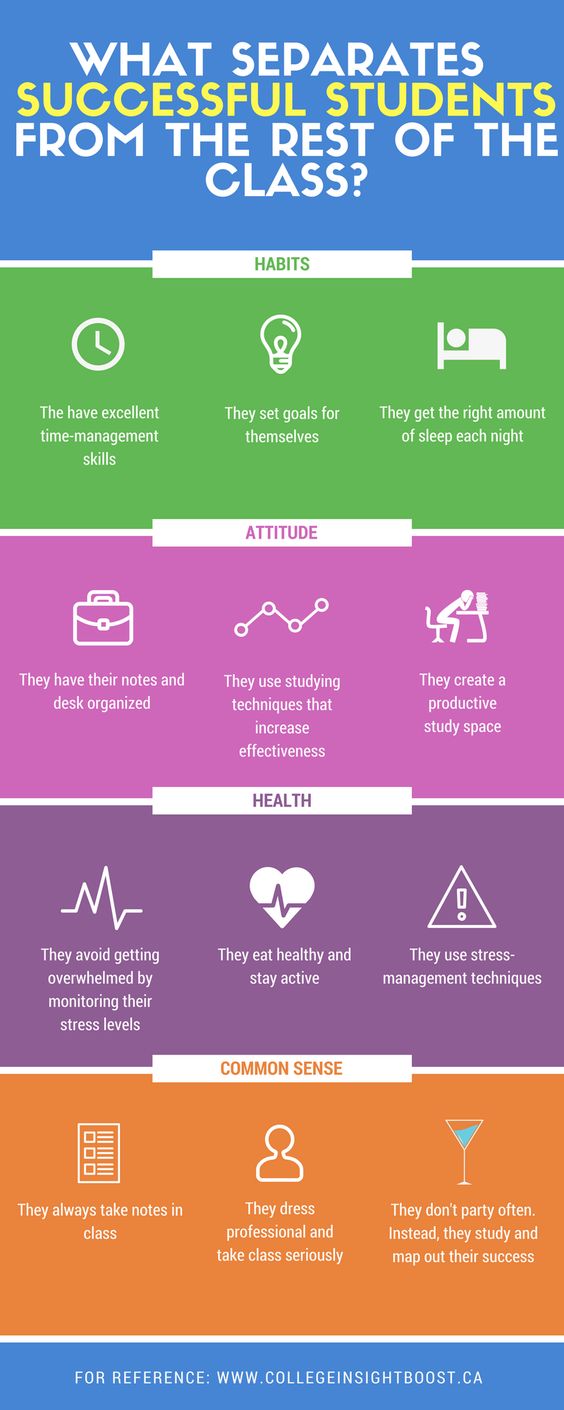 WHAT SEPARATES
SUCCESSFUL STUDENTS
FROM THE REST OF THE
CLASS?
HABITS
The have excellent
time-management
skills
They set goals for
themselves
They get the right amount
of sleep each night
ATTITUDE
They have their notes and
desk organized
They use studying
techniques that
increase
effectiveness
They create a
productive
study space
HEALTH
They avoid getting
overwhelmed by
monitoring their
stress levels
They eat healthy and
stay active
They use stress-
management techniques
COMMON SENSE
They always take notes in
class
They dress
professional and
take class seriously
They don't party often.
Instead, they study and
map out their success
FOR REFERENCE: WWW.COLLEGEINSIGHTBOOST.CA